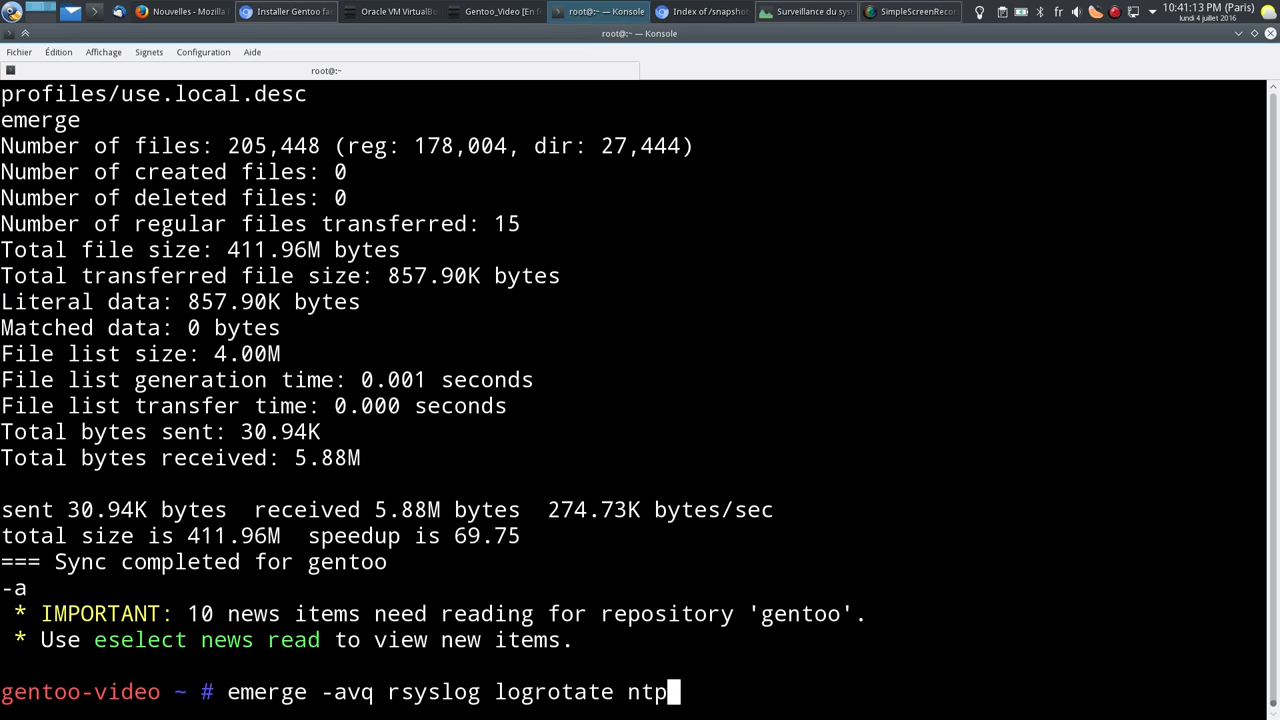 Nouvelles - Mozilla
Installer Gentoo fac
Oracle VM VirtualBo
Gentoo_Video [En f
root@:~ — Konsole
Index of /snapshot
Surveillance du sys
SimpleScreenRecor
fr
10:41:13 PM (Paris)
lundi 4 juillet 2016
root@:~ — Konsole
Fichier Édition Affichage Signets Configuration Aide
root@:~
profiles/use.local.desc
emerge
Number of files: 205,448 (reg: 178,004, dir: 27,444)
Number of created files: 0
Number of deleted files: 0
Number of regular files transferred: 15
Total file size: 411.96M bytes
Total transferred file size: 857.90K bytes
Literal data: 857.90K bytes
Matched data: 0 bytes
File list size: 4.00M
File list generation time: 0.001 seconds
File list transfer time: 0.000 seconds
Total bytes sent: 30.94K
Total bytes received: 5.88M
sent 30.94K bytes  received 5.88M bytes  274.73K bytes/sec
total size is 411.96M  speedup is 69.75
=== Sync completed for gentoo
-a
* IMPORTANT: 10 news items need reading for repository 'gentoo'.
* Use eselect news read to view new items.
gentoo-video ~ # emerge -avq rsyslog logrotate ntp